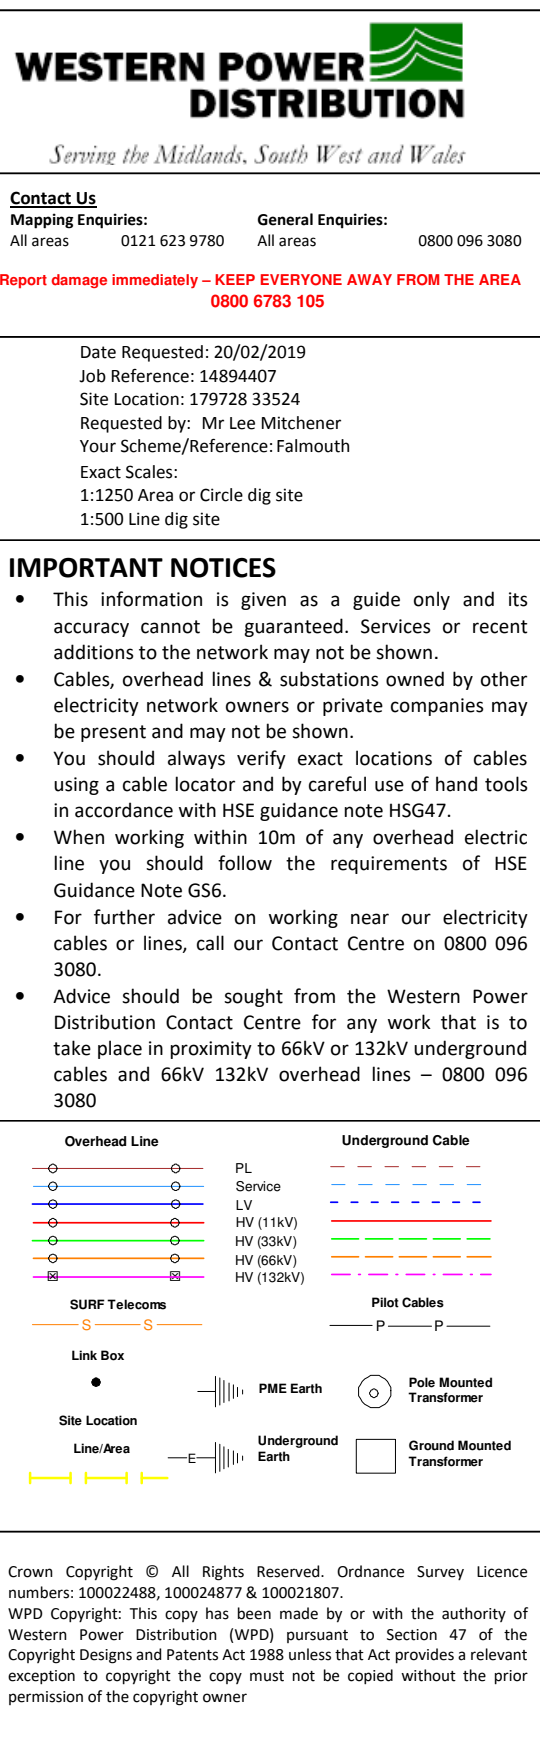 WESTERN POWER
DISTRIBUTION
Serving the Midlands, South West and Wales
Contact Us
Mapping Enquiries: General Enquiries:
All areas 0121 623 9780 All areas 0800 096 3080
Report damage immediately – KEEP EVERYONE AWAY FROM THE AREA
0800 6783 105
Date Requested: 20/02/2019
Job Reference: 14894407
Site Location: 179728 33524
Requested by: Mr Lee Mitchener
Your Scheme/Reference: Falmouth
Exact Scales:
1:1250 Area or Circle dig site
1:500 Line dig site
IMPORTANT NOTICES
• This information is given as a guide only and its
accuracy cannot be guaranteed. Services or recent
additions to the network may not be shown.
• Cables, overhead lines & substations owned by other
electricity network owners or private companies may
be present and may not be shown.
• You should always verify exact locations of cables
using a cable locator and by careful use of hand tools
in accordance with HSE guidance note HSG47.
• When working within 10m of any overhead electric
line you should follow the requirements of HSE
Guidance Note GS6.
• For further advice on working near our electricity
cables or lines, call our Contact Centre on 0800 096
3080.
• Advice should be sought from the Western Power
Distribution Contact Centre for any work that is to
take place in proximity to 66kV or 132kV underground
cables and 66kV 132kV overhead lines – 0800 096
3080
Overhead Line Underground Cable
PL
Service
LV
HV (11kV)
HV (33kV)
HV (66kV)
HV (132kV)
SURF Telecoms Pilot Cables
S S P P
Link Box
PME Earth
Pole Mounted
Transformer
Site Location
Line/Area
E
Underground
Earth
Ground Mounted
Transformer
Crown Copyright © All Rights Reserved. Ordnance Survey Licence
numbers: 100022488, 100024877 & 100021807.
WPD Copyright: This copy has been made by or with the authority of
Western Power Distribution (WPD) pursuant to Section 47 of the
Copyright Designs and Patents Act 1988 unless that Act provides a relevant
exception to copyright the copy must not be copied without the prior
permission of the copyright owner